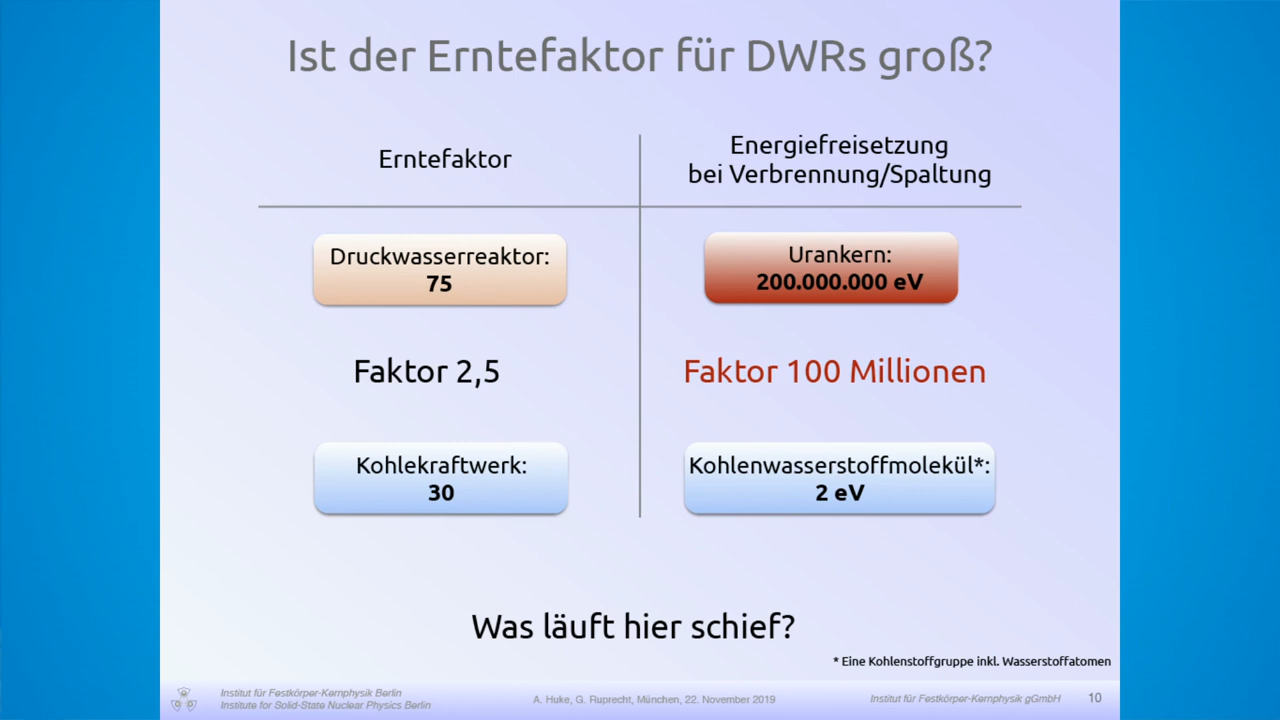 Ist der Erntefaktor für DWRs groß?
Erntefaktor
Energiefreisetzung
bei Verbrennung/Spaltung
Druckwasserreaktor:
75
Urankern:
200.000.000 eV
Faktor 2,5
Faktor 100 Millionen
Kohlekraftwerk:
30
Kohlenwasserstoffmolekül*:
2 eV
Was läuft hier schief?
* Eine Kohlenstoffgruppe inkl. Wasserstoffatomen
Institut für Festkörper-Kernphysik Berlin
Institute for Solid-State Nuclear Physics Berlin
A. Huke, G. Ruprecht, München, 22. November 2019
Institut für Festkörper-Kernphysik gGmbH
10